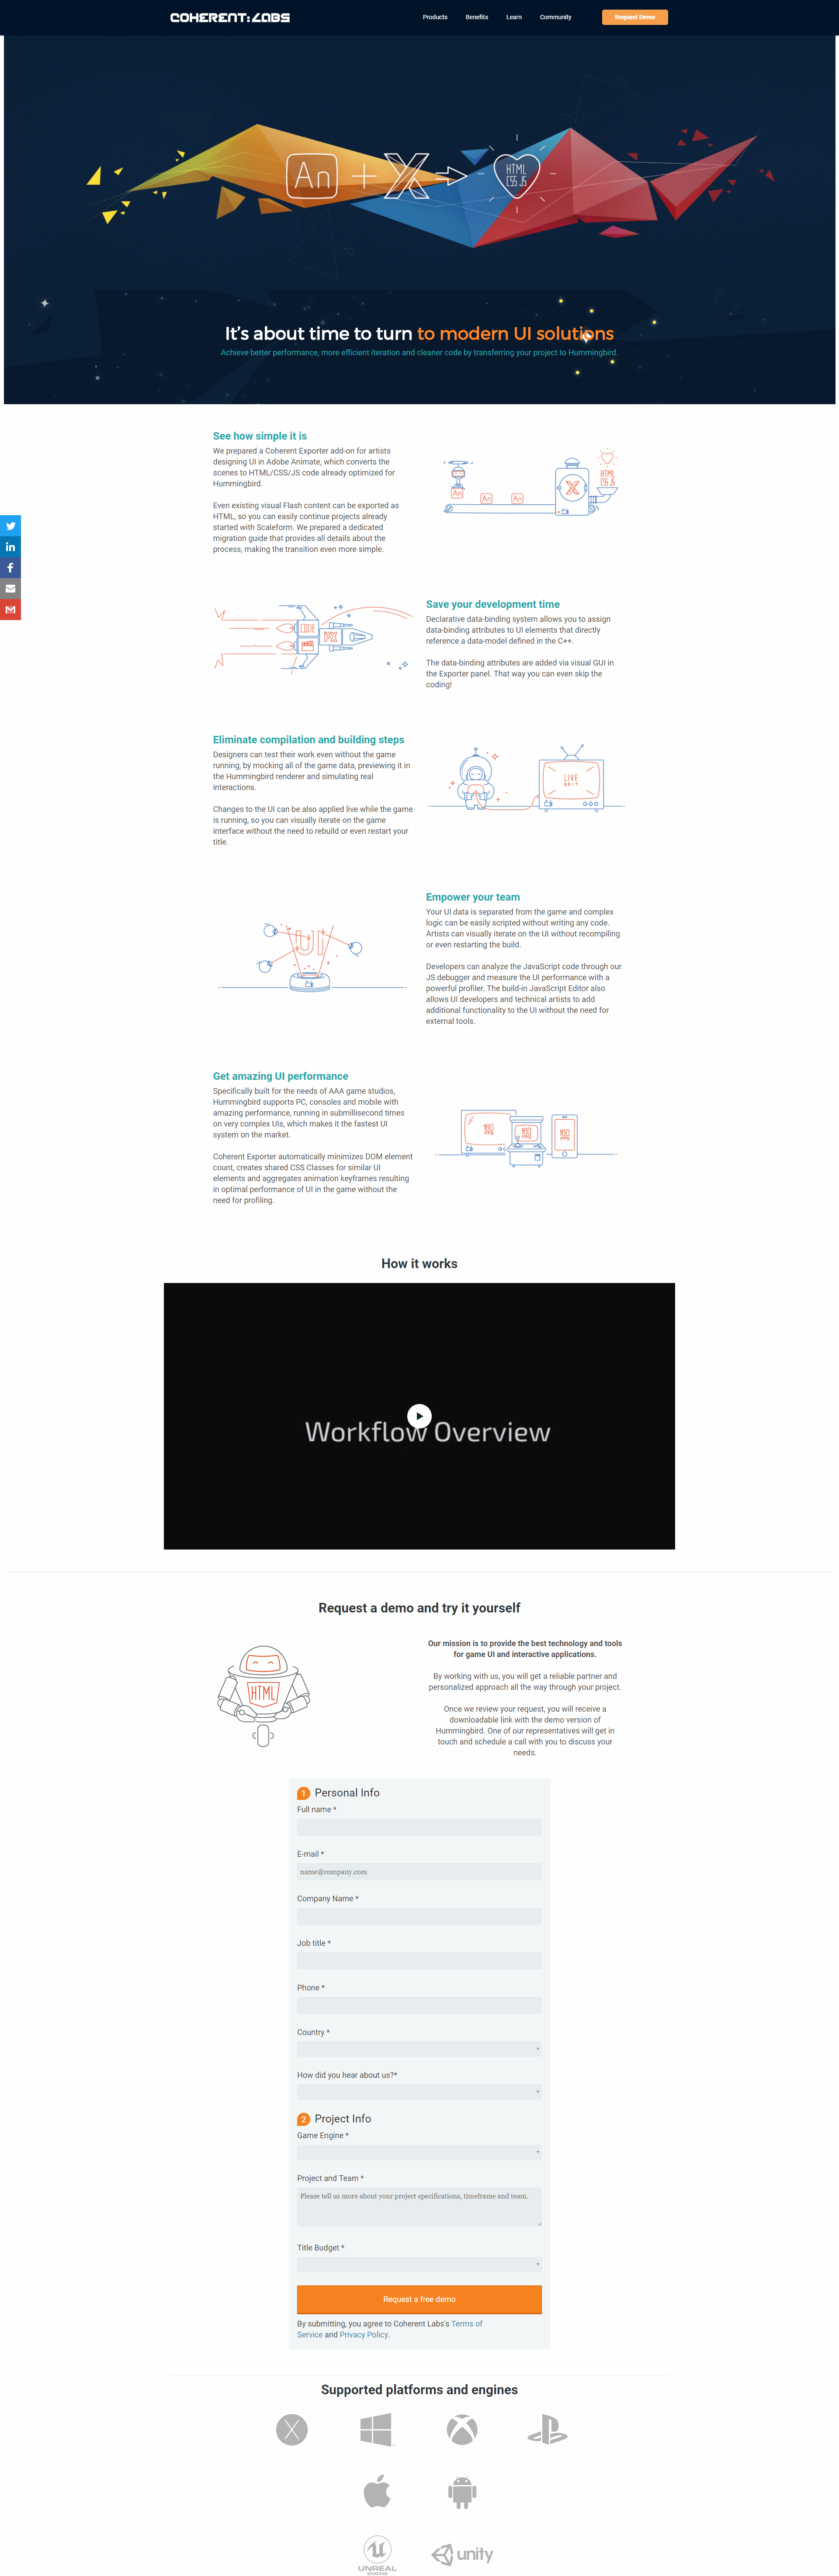 COHERENT:LABS
Products Benefits Learn Community Request Demo
An + X HTML
CSS JS
It's about time to turn to modern UI solutions
Achieve better performance, more efficient iteration and cleaner code by transferring your project to Hummingbird.
See how simple it is
We prepared a Coherent Exporter add-on for artists
designing UI in Adobe Animate, which converts the
scenes to HTML/CSS/JS code already optimized for
Hummingbird.
Even existing visual Flash content can be exported as
HTML, so you can easily continue projects already
started with Scaleform. We prepared a dedicated
migration guide that provides all details about the
process, making the transition even more simple.
HTML
CSS JS
An An An X
CODE
Save your development time
Declarative data-binding system allows you to assign
data-binding attributes to UI elements that directly
reference a data-model defined in the C++.
The data-binding attributes are added via visual GUI in
the Exporter panel. That way you can even skip the
coding!
Eliminate compilation and building steps
Designers can test their work even without the game
running, by mocking all of the game data, previewing it in
the Hummingbird renderer and simulating real
interactions.
Changes to the UI can be also applied live while the game
is running, so you can visually iterate on the game
interface without the need to rebuild or even restart your
title.
LIVE
EDIT
UI
Empower your team
Your UI data is separated from the game and complex
logic can be easily scripted without writing any code.
Artists can visually iterate on the UI without recompiling
or even restarting the build.
Developers can analyze the JavaScript code through our
JS debugger and measure the UI performance with a
powerful profiler. The build-in JavaScript Editor also
allows UI developers and technical artists to add
additional functionality to the UI without the need for
external tools.
Get amazing UI performance
Specifically built for the needs of AAA game studios,
Hummingbird supports PC, consoles and mobile with
amazing performance, running in submillisecond times
on very complex UIs, which makes it the fastest UI
system on the market.
Coherent Exporter automatically minimizes DOM element
count, creates shared CSS Classes for similar UI
elements and aggregates animation keyframes resulting
in optimal performance of UI in the game without the
need for profiling.
160
FPS
160
FPS
160
FPS
How it works
Workflow Overview
Request a demo and try it yourself
HTML
Our mission is to provide the best technology and tools
for game UI and interactive applications.
By working with us, you will get a reliable partner and
personalized approach all the way through your project.
Once we review your request, you will receive a
downloadable link with the demo version of
Hummingbird. One of our representatives will get in
touch and schedule a call with you to discuss your
needs.
1 Personal Info
Full name *
E-mail *
name@company.com
Company Name *
Job title *
Phone *
Country *
How did you hear about us?*
2 Project Info
Game Engine *
Project and Team *
Please tell us more about your project specifications, timeframe and team.
Title Budget *
Request a free demo
By submitting, you agree to Coherent Labs's Terms of
Service and Privacy Policy.
Supported platforms and engines
UNREAL
ENGINE
unity